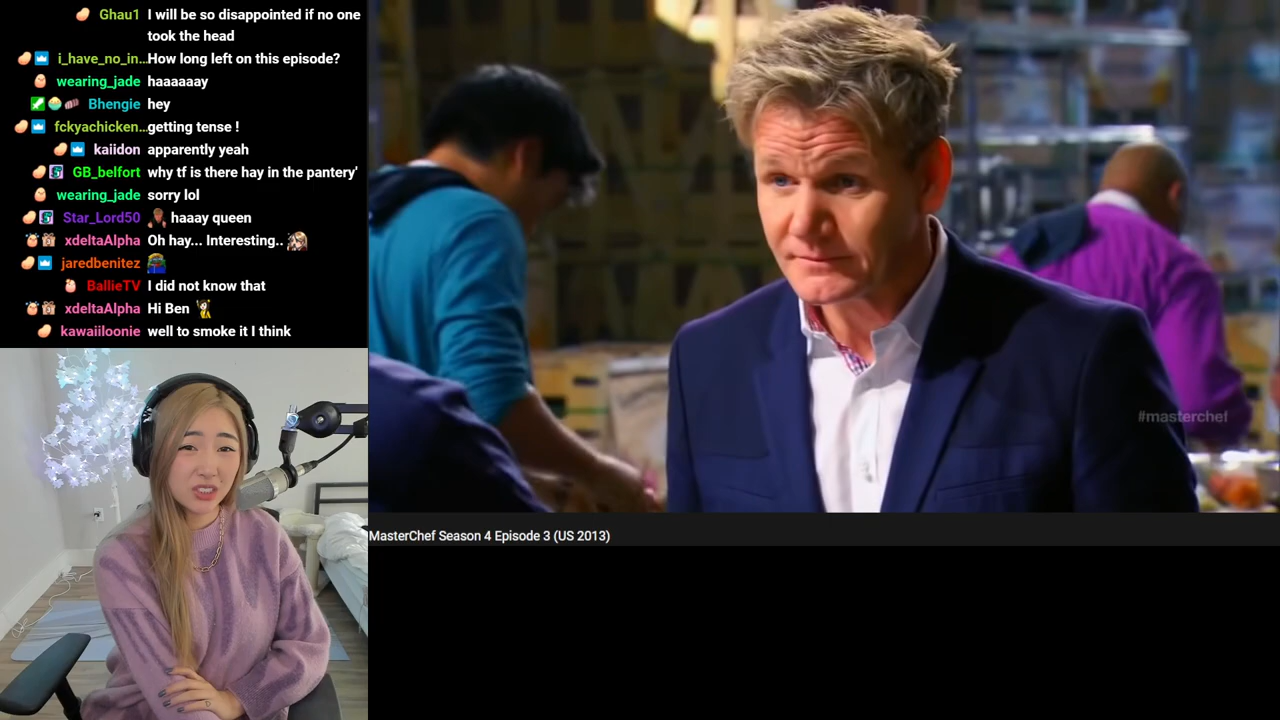 Ghau1 I will be so disappointed if no one
took the head
i_have_no_in… How long left on this episode?
wearing_jade haaaaaay
Bhengie hey
fckyachicken… getting tense !
kaiidon apparently yeah
GB_belfort why tf is there hay in the pantery'
wearing_jade sorry lol
Star_Lord50 haaay queen
xdeltaAlpha Oh hay... Interesting..
jaredbenitez
BallieTV I did not know that
xdeltaAlpha Hi Ben
kawaiiloonie well to smoke it I think
#masterchef
MasterChef Season 4 Episode 3 (US 2013)